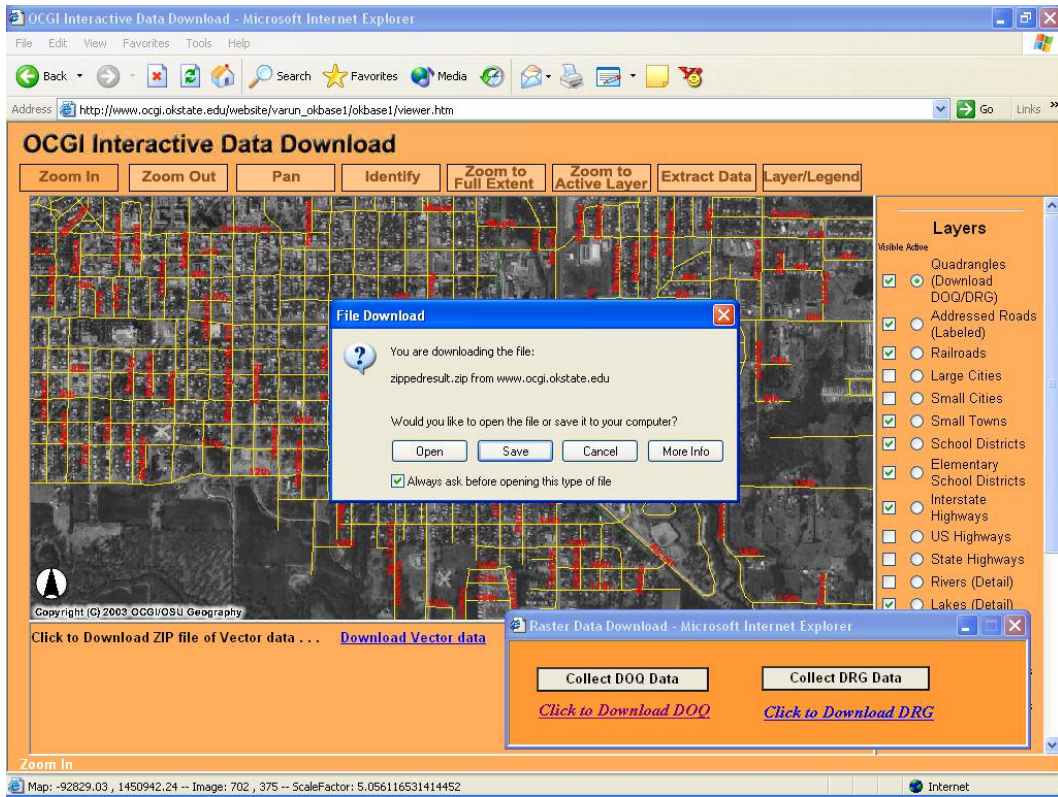 OCGI Interactive Data Download - Microsoft Internet Explorer
File Edit View Favorites Tools Help
Back Search Favorites Media
Address http://www.ocgi.okstate.edu/website/varun_okbase1/okbase1/viewer.htm Go Links »
OCGI Interactive Data Download
Zoom In Zoom Out Pan Identify Zoom to Full Extent Zoom to Active Layer Extract Data Layer/Legend
Layers
Visible Active
Quadrangles
(Download
DOQ/DRG)
Addressed Roads
(Labeled)
Railroads
Large Cities
Small Cities
Small Towns
School Districts
Elementary
School Districts
Interstate
Highways
US Highways
State Highways
Rivers (Detail)
Lakes (Detail)
12th
File Download
You are downloading the file:
zippedresult.zip from www.ocgi.okstate.edu
Would you like to open the file or save it to your computer?
Open Save Cancel More Info
Always ask before opening this type of file
Copyright (C) 2003 OCGI/OSU Geography
Click to Download ZIP file of Vector data . . . Download Vector data
Raster Data Download - Microsoft Internet Explorer
Collect DOQ Data Collect DRG Data
Click to Download DOQ Click to Download DRG
Zoom In
Map: -92829.03 , 1450942.24 -- Image: 702 , 375 -- ScaleFactor: 5.056116531414452
Internet